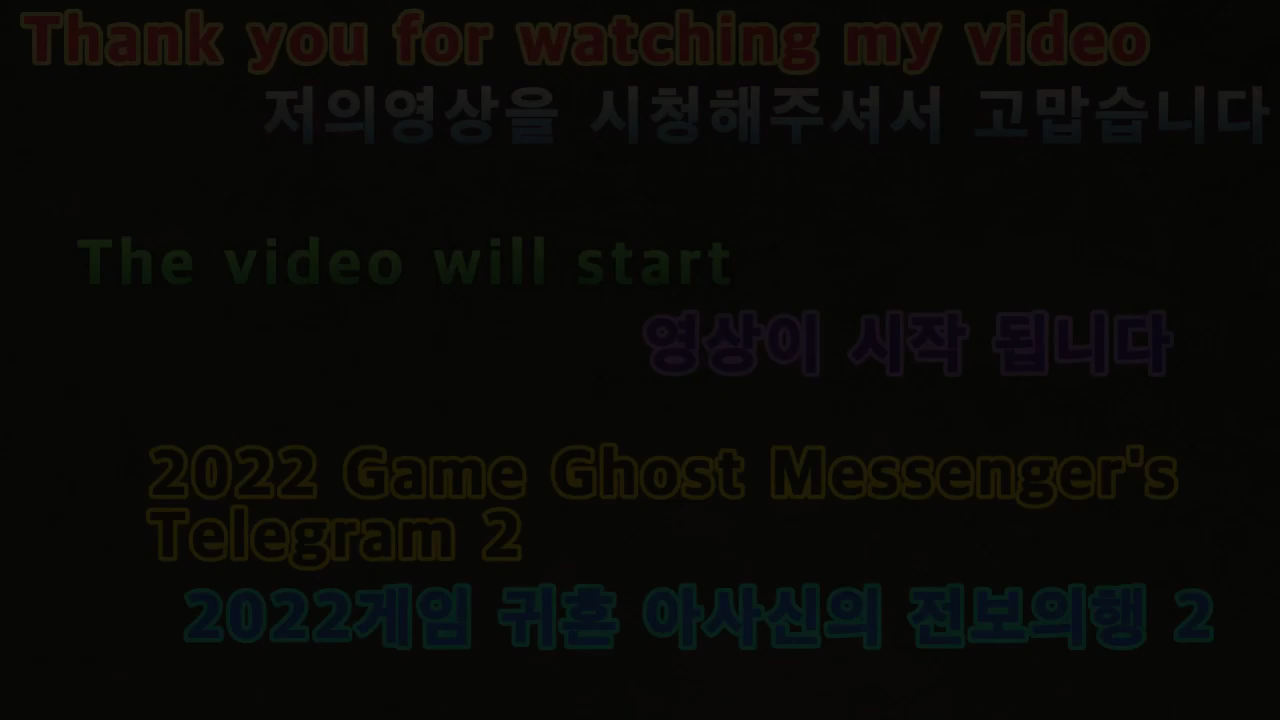 Thank you for watching my video
저의영상을 시청해주셔서 고맙습니다
The video will start
영상이 시작 됩니다
2022 Game Ghost Messenger's
Telegram 2
2022게임 귀혼 아사신의 전보의행 2